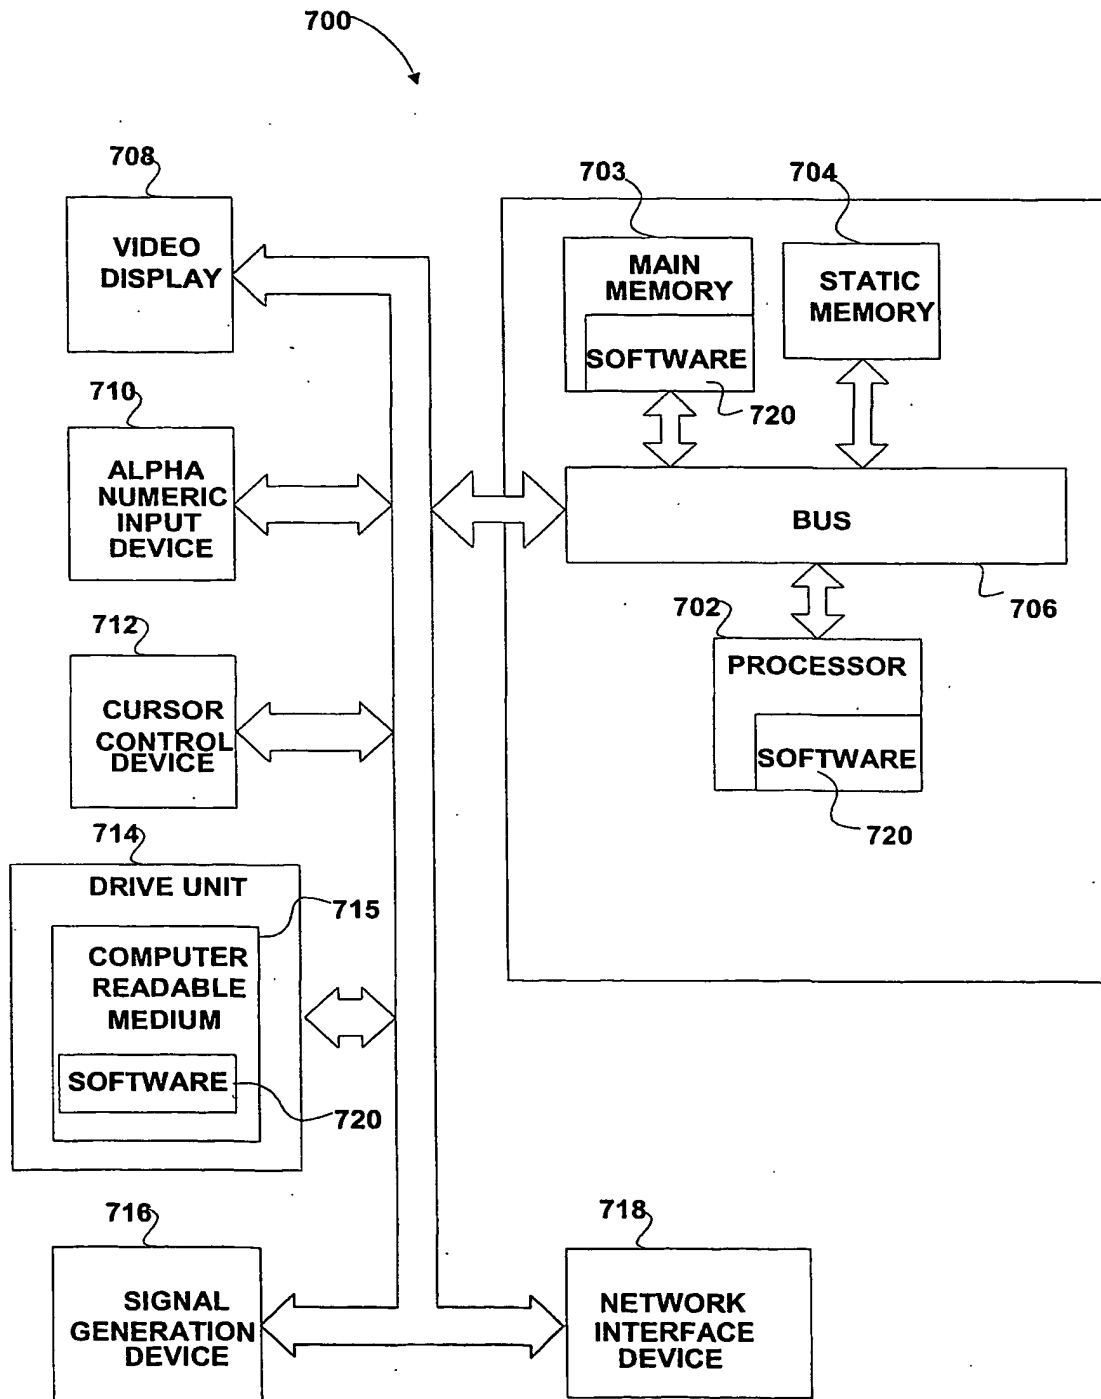 700
708
VIDEO
DISPLAY
703
MAIN
MEMORY
SOFTWARE
720
704
STATIC
MEMORY
710
ALPHA
NUMERIC
INPUT
DEVICE
BUS
706
702
PROCESSOR
SOFTWARE
720
712
CURSOR
CONTROL
DEVICE
714
DRIVE UNIT
715
COMPUTER
READABLE
MEDIUM
SOFTWARE
720
716
SIGNAL
GENERATION
DEVICE
718
NETWORK
INTERFACE
DEVICE